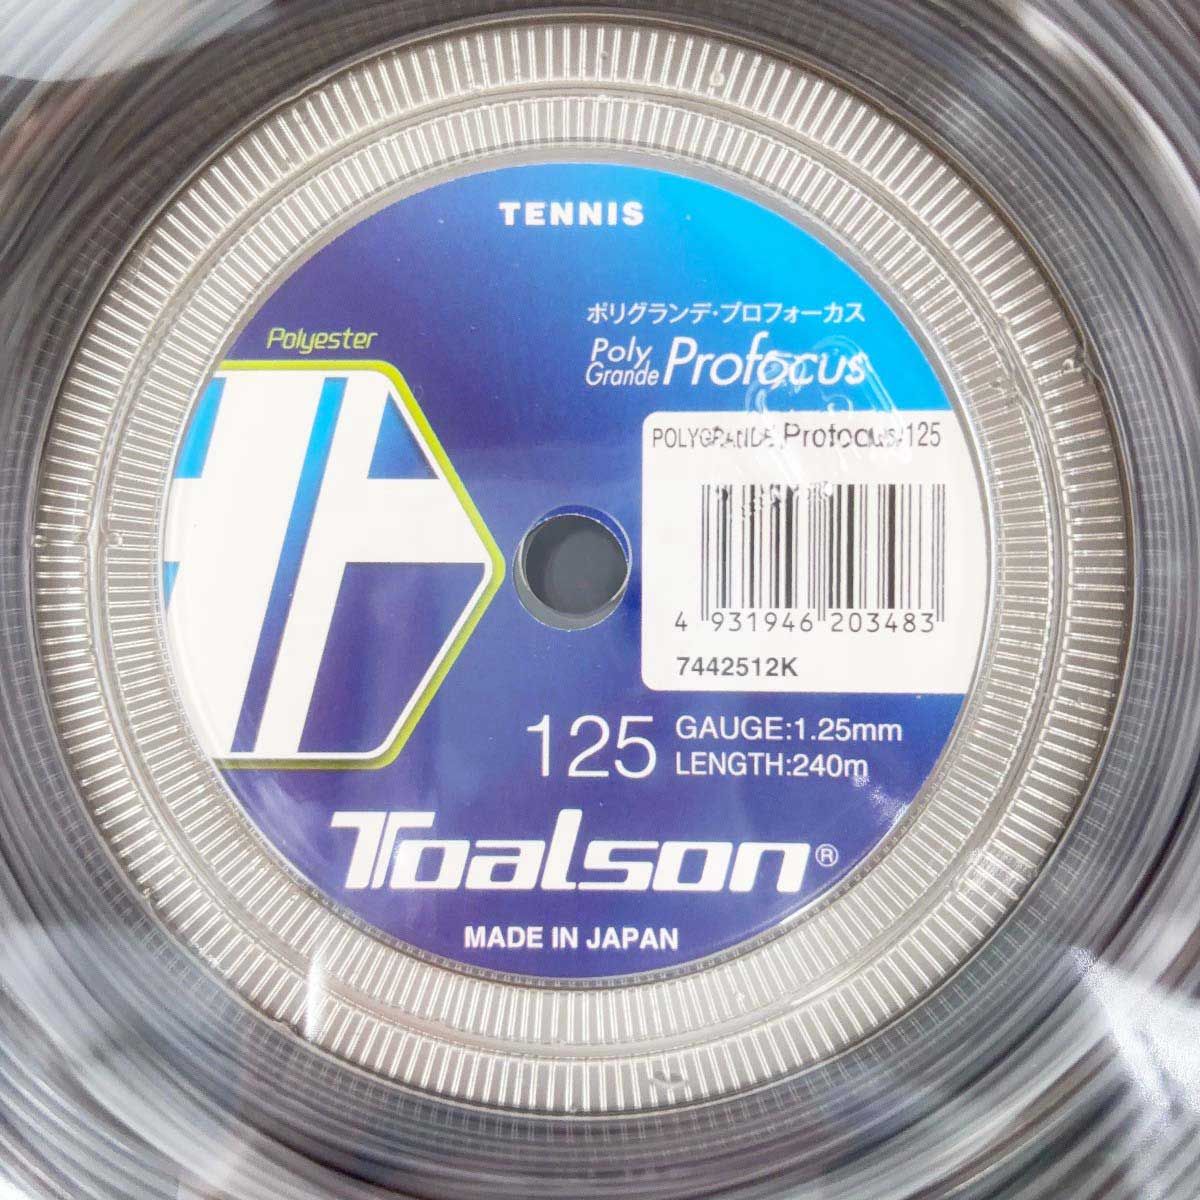 TENNIS
ポリグランデ・プロフォーカス
Polyester
Poly Grande Profocus
POLYGRANDE Profocus 125
4 931946 203483
7442512K
125
GAUGE:1.25mm
LENGTH:240m
Toalson®
MADE IN JAPAN